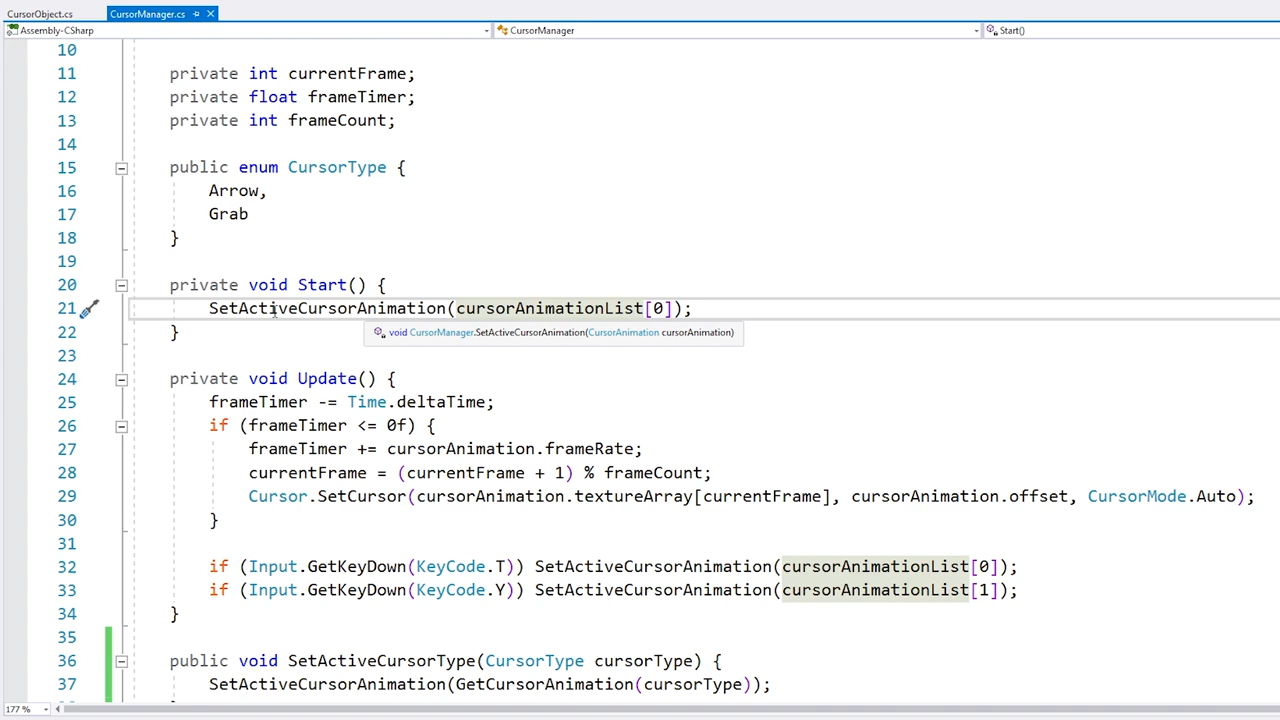 CursorObject.cs
CursorManager.cs
Assembly-CSharp
CursorManager
Start()
10
11 private int currentFrame;
12 private float frameTimer;
13 private int frameCount;
14
15 public enum CursorType {
16 Arrow,
17 Grab
18 }
19
20 private void Start() {
21 SetActiveCursorAnimation(cursorAnimationList[0]);
22 }
void CursorManager.SetActiveCursorAnimation(CursorAnimation cursorAnimation)
23
24 private void Update() {
25 frameTimer -= Time.deltaTime;
26 if (frameTimer <= 0f) {
27 frameTimer += cursorAnimation.frameRate;
28 currentFrame = (currentFrame + 1) % frameCount;
29 Cursor.SetCursor(cursorAnimation.textureArray[currentFrame], cursorAnimation.offset, CursorMode.Auto);
30 }
31
32 if (Input.GetKeyDown(KeyCode.T)) SetActiveCursorAnimation(cursorAnimationList[0]);
33 if (Input.GetKeyDown(KeyCode.Y)) SetActiveCursorAnimation(cursorAnimationList[1]);
34 }
35
36 public void SetActiveCursorType(CursorType cursorType) {
37 SetActiveCursorAnimation(GetCursorAnimation(cursorType));
177 %